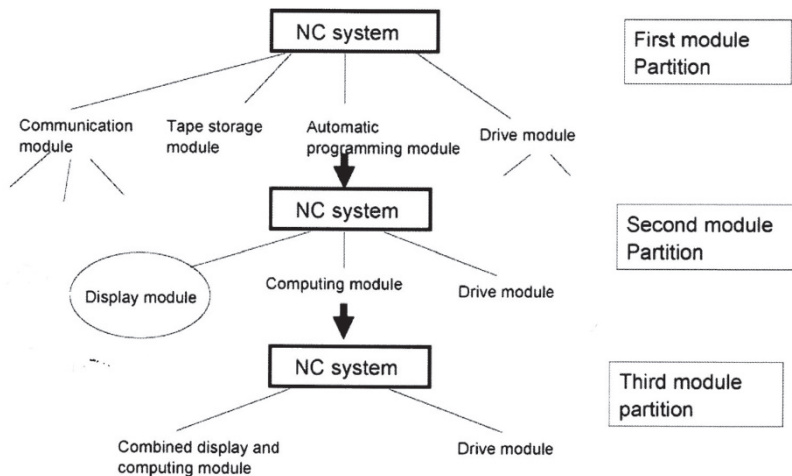 NC system
First module
Partition
Communication
module
Tape storage
module
Automatic
programming module
Drive module
NC system
Second module
Partition
Display module
Computing module
Drive module
NC system
Third module
partition
Combined display and
computing module
Drive module